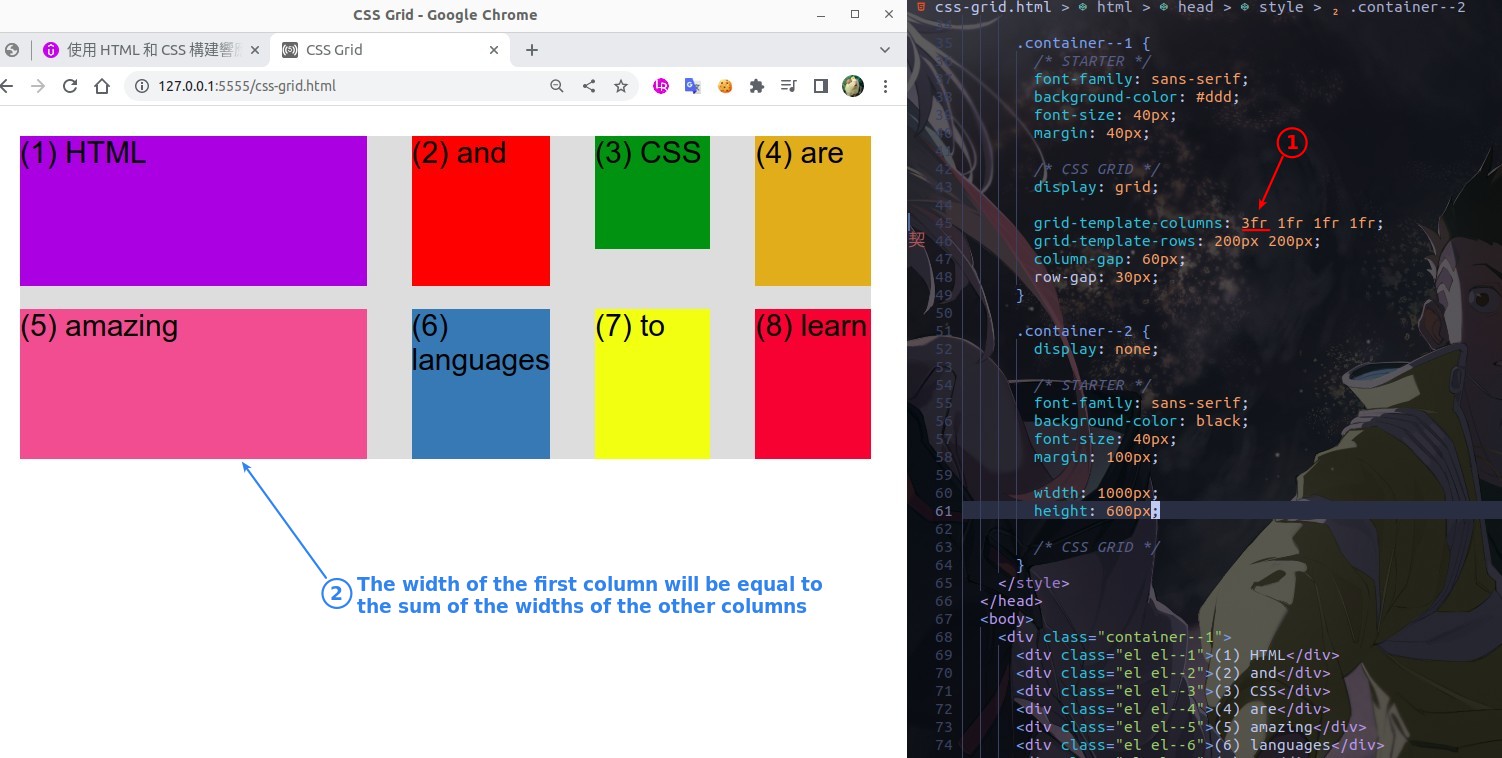 CSS Grid - Google Chrome
使用 HTML 和 CSS 構建響
CSS Grid
127.0.0.1:5555/css-grid.html
(1) HTML
(2) and
(3) CSS
(4) are
(5) amazing
(6)
languages
(7) to
(8) learn
2
The width of the first column will be equal to
the sum of the widths of the other columns
css-grid.html > html > head > style > .container--2
35 .container--1 {
/* STARTER */
font-family: sans-serif;
background-color: #ddd;
font-size: 40px;
margin: 40px;
1
42 /* CSS GRID */
43 display: grid;
45 grid-template-columns: 3fr 1fr 1fr 1fr;
契
46 grid-template-rows: 200px 200px;
47 column-gap: 60px;
48 row-gap: 30px;
49 }
50
51 .container--2 {
52 display: none;
53
54 /* STARTER */
55 font-family: sans-serif;
56 background-color: black;
57 font-size: 40px;
58 margin: 100px;
59
60 width: 1000px;
61 height: 600px;
62
63 /* CSS GRID */
64 }
65 </style>
66 </head>
67 <body>
68 <div class="container--1">
69 <div class="el el--1">(1) HTML</div>
70 <div class="el el--2">(2) and</div>
71 <div class="el el--3">(3) CSS</div>
72 <div class="el el--4">(4) are</div>
73 <div class="el el--5">(5) amazing</div>
74 <div class="el el--6">(6) languages</div>